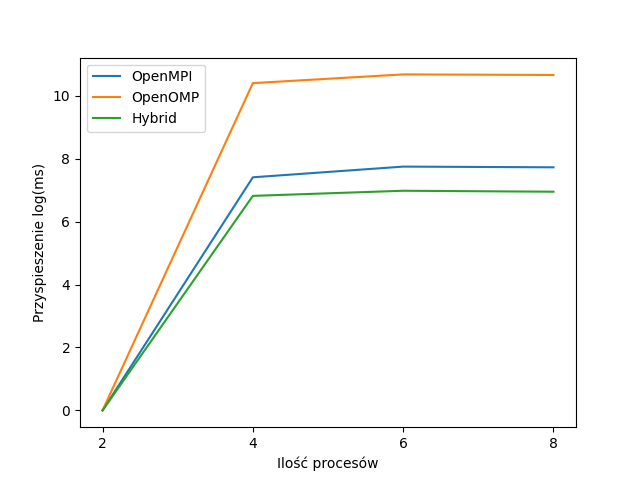 OpenMPI
OpenOMP
Hybrid
Przyspieszenie log(ms)
10
8
6
4
2
0
2 4 6 8
Ilość procesów